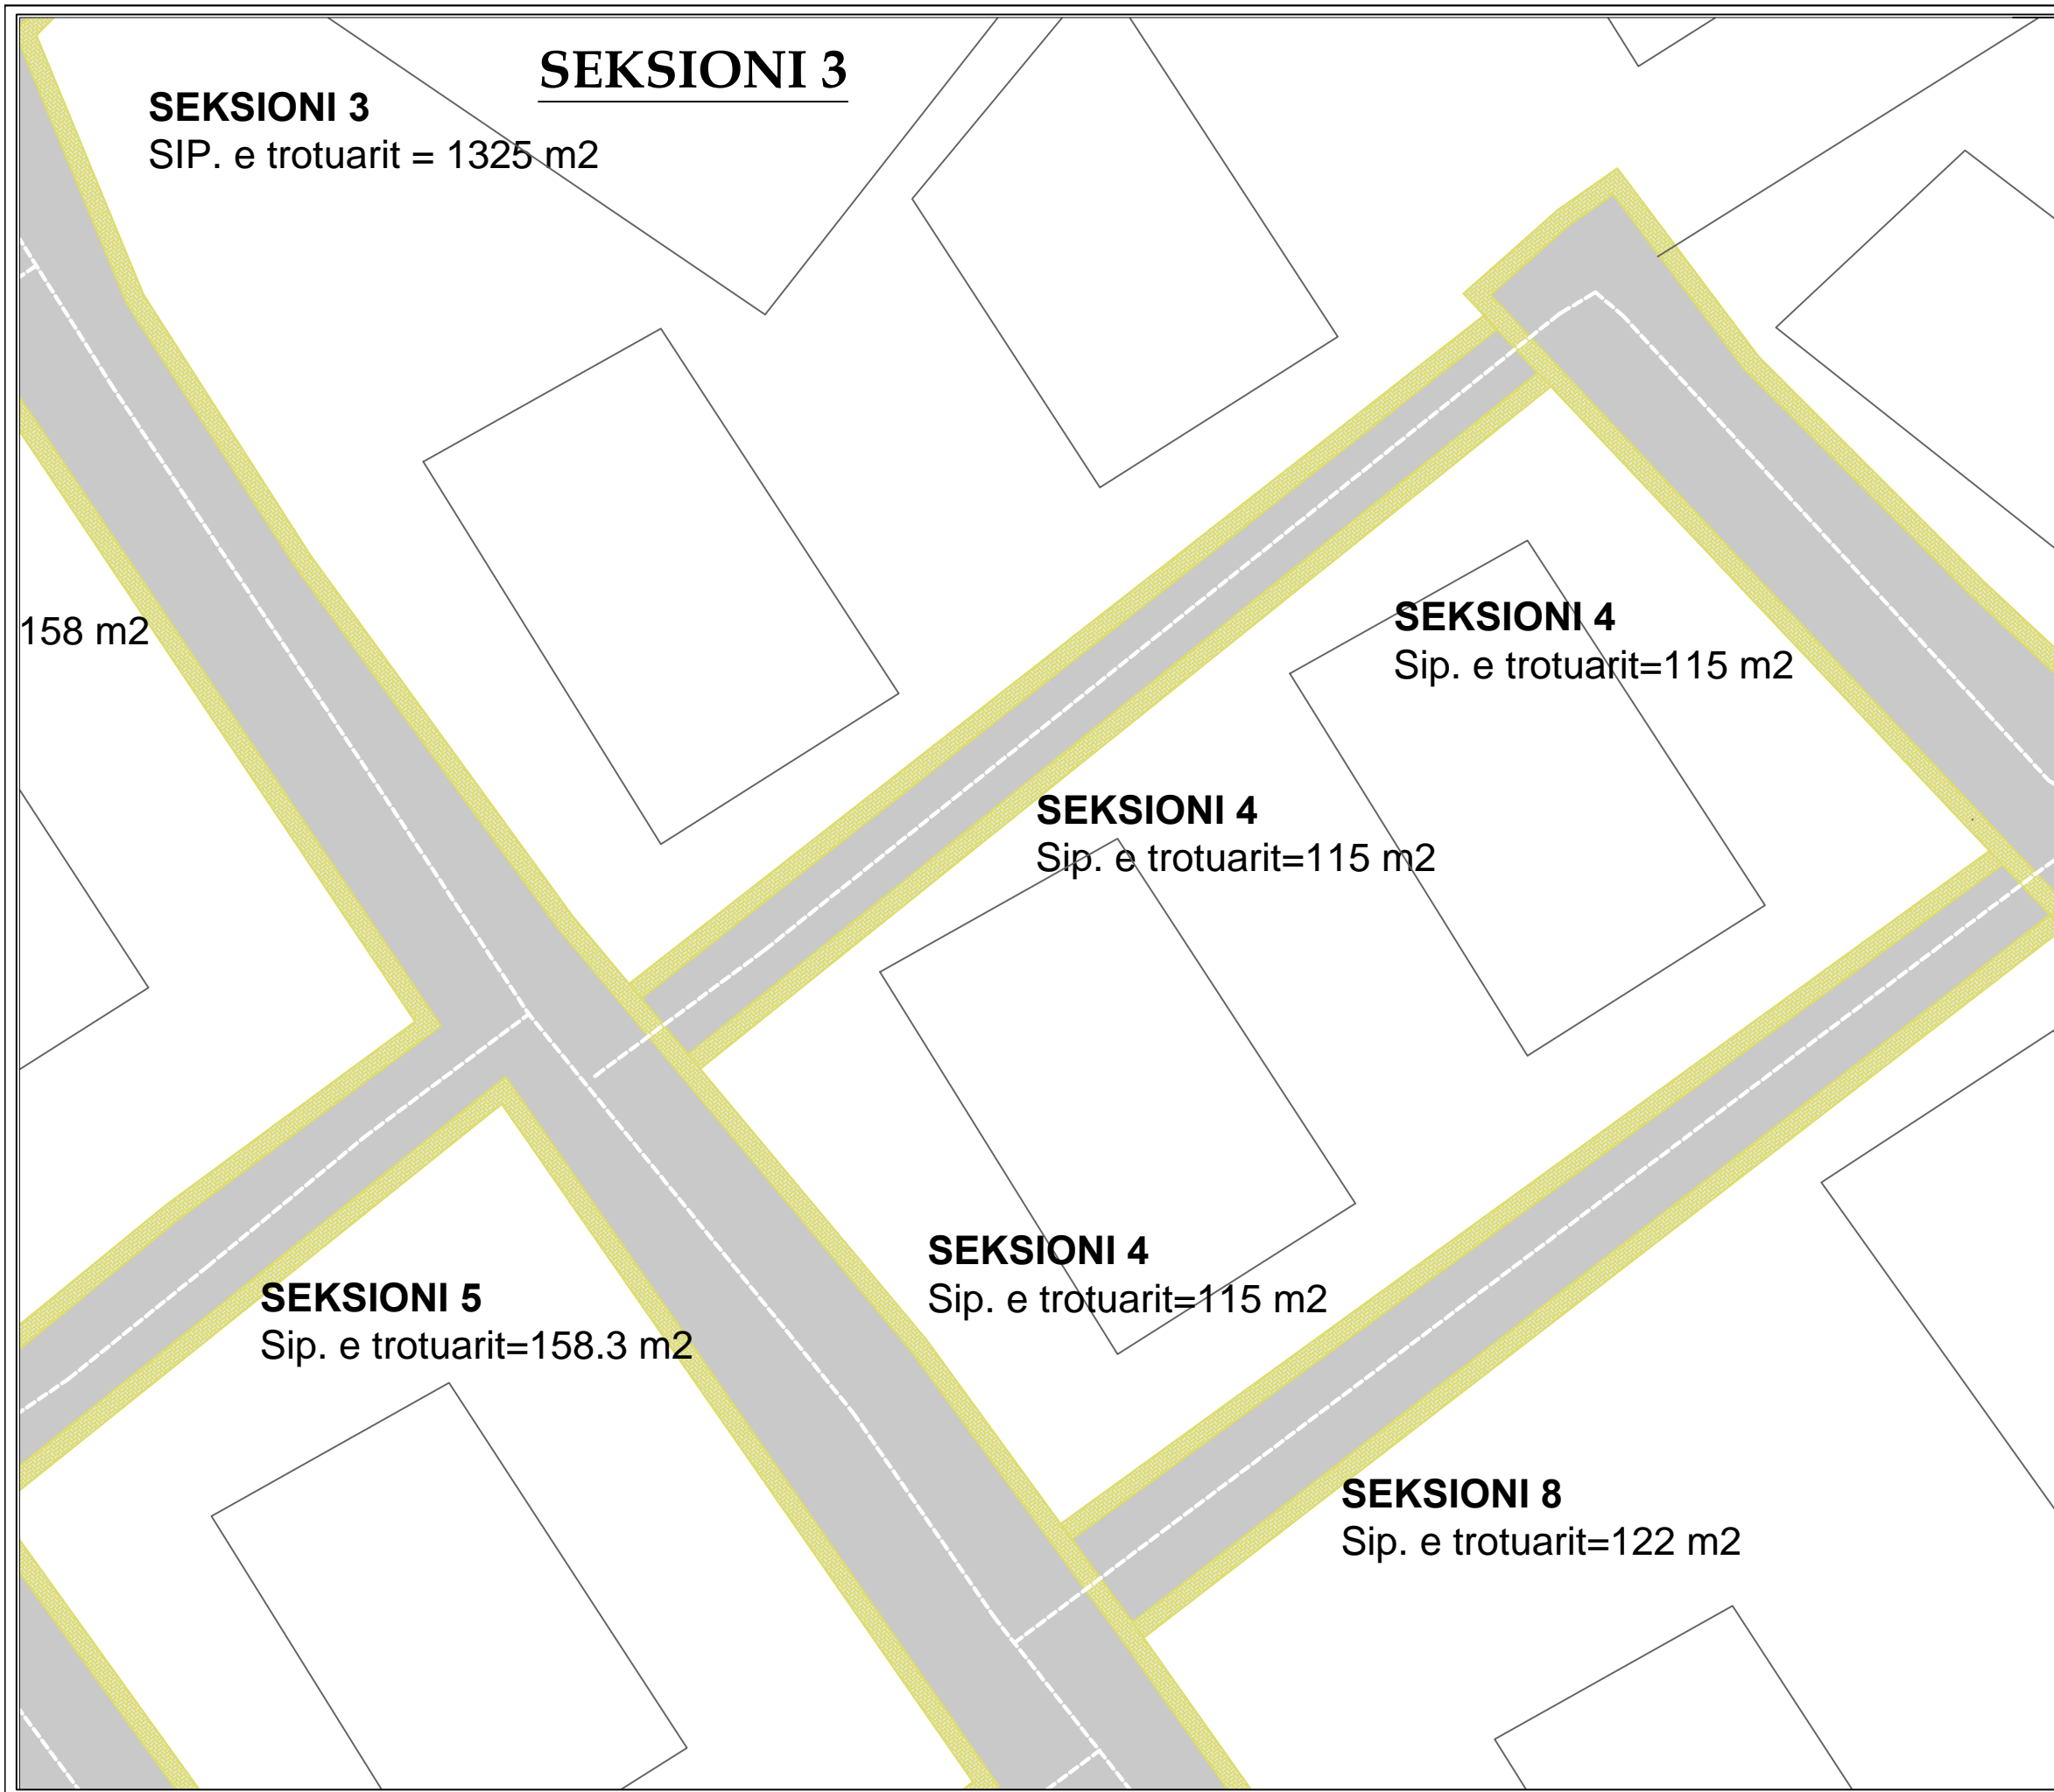 SEKSIONI 3
SEKSIONI 3
SIP. e trotuarit = 1325 m2
158 m2
SEKSIONI 4
Sip. e trotuarit=115 m2
SEKSIONI 4
Sip. e trotuarit=115 m2
SEKSIONI 4
Sip. e trotuarit=115 m2
SEKSIONI 5
Sip. e trotuarit=158.3 m2
SEKSIONI 8
Sip. e trotuarit=122 m2